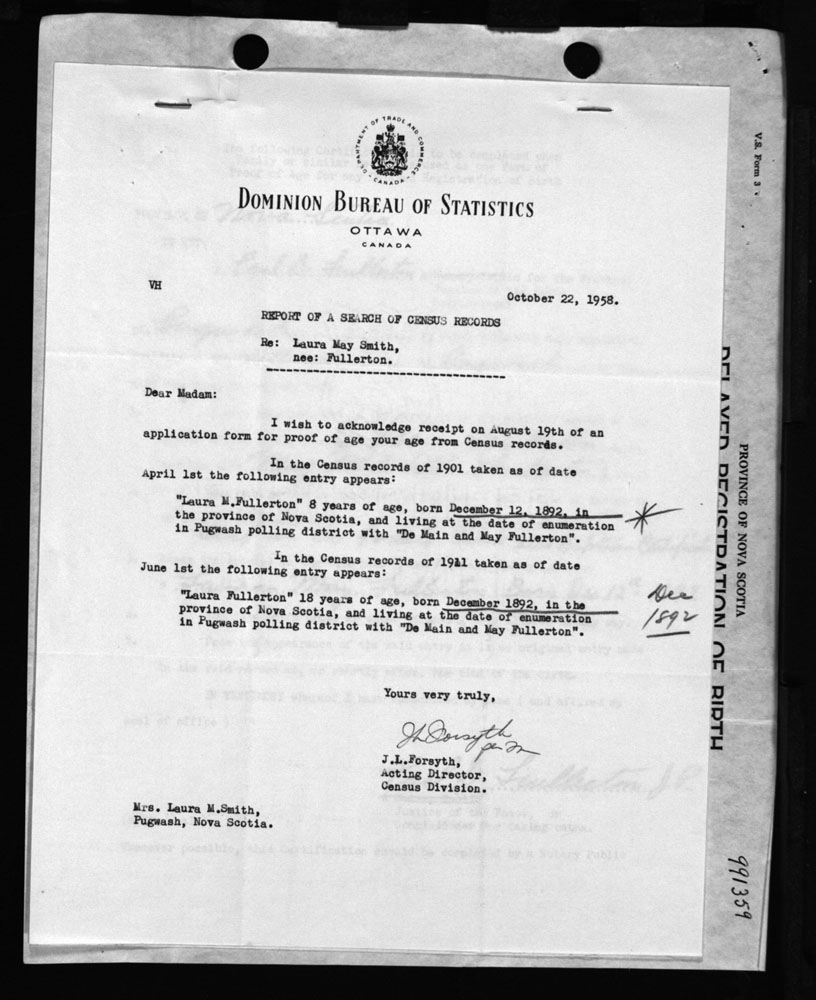 DEPARTMENT OF TRADE AND COMMERCE
CANADA
DOMINION BUREAU OF STATISTICS
OTTAWA
CANADA
VH
October 22, 1958.
REPORT OF A SEARCH OF CENSUS RECORDS
Re: Laura May Smith,
nee: Fullerton.
Dear Madam:
I wish to acknowledge receipt on August 19th of an
application form for proof of age your age from Census records.
In the Census records of 1901 taken as of date
April 1st the following entry appears:
"Laura M.Fullerton" 8 years of age, born December 12, 1892, in
the province of Nova Scotia, and living at the date of enumeration
in Pugwash polling district with "De Main and May Fullerton".
In the Census records of 1911 taken as of date
June 1st the following entry appears:
"Laura Fullerton" 18 years of age, born December 1892, in the
province of Nova Scotia, and living at the date of enumeration
in Pugwash polling district with "De Main and May Fullerton".
Dec
1892
Yours very truly,
JL Forsyth
per
J.L.Forsyth,
Acting Director,
Census Division.
Mrs. Laura M.Smith,
Pugwash, Nova Scotia.
V.S. Form 3
PROVINCE OF NOVA SCOTIA
DELAYED REGISTRATION OF BIRTH
991359